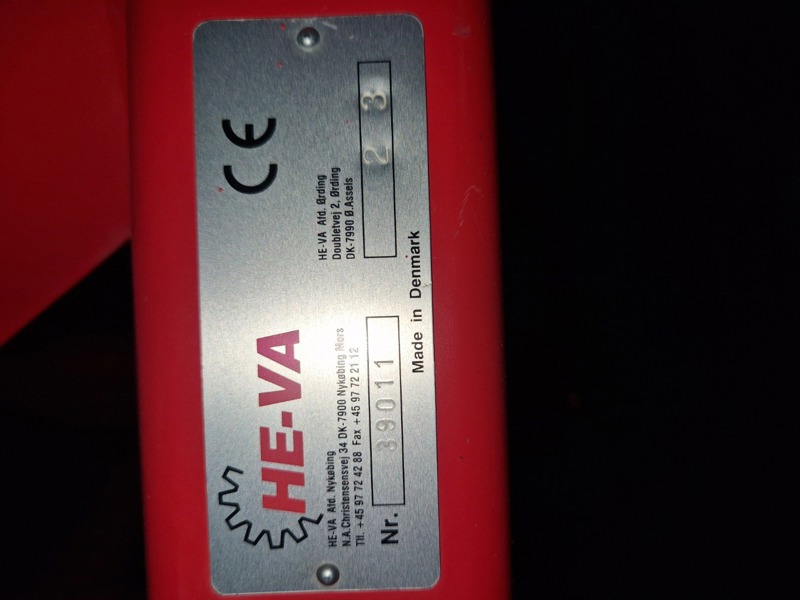 HE-VA
CE
HE-VA Afd. Nykøbing
N.A.Christensensvej 34 DK-7900 Nykøbing Mors
Tlf. +45 97 72 42 88 Fax +45 97 72 21 12
HE-VA Afd. Ørding
Doubletvej 2, Ørding
DK-7990 Ø.Assels
Nr. 39011
2 3
Made in Denmark